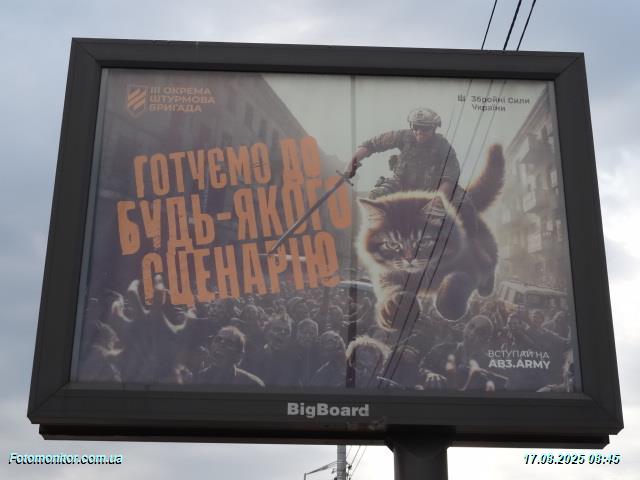 III ОКРЕМА
ШТУРМОВА
БРИГАДА
Збройні Сили
України
ГОТУЄМО ДО
БУДЬ-ЯКОГО
СЦЕНАРІЮ
ВСТУПАЙ НА
AB3.ARMY
BigBoard
Fotomonitor.com.ua
17.08.2025 08:45